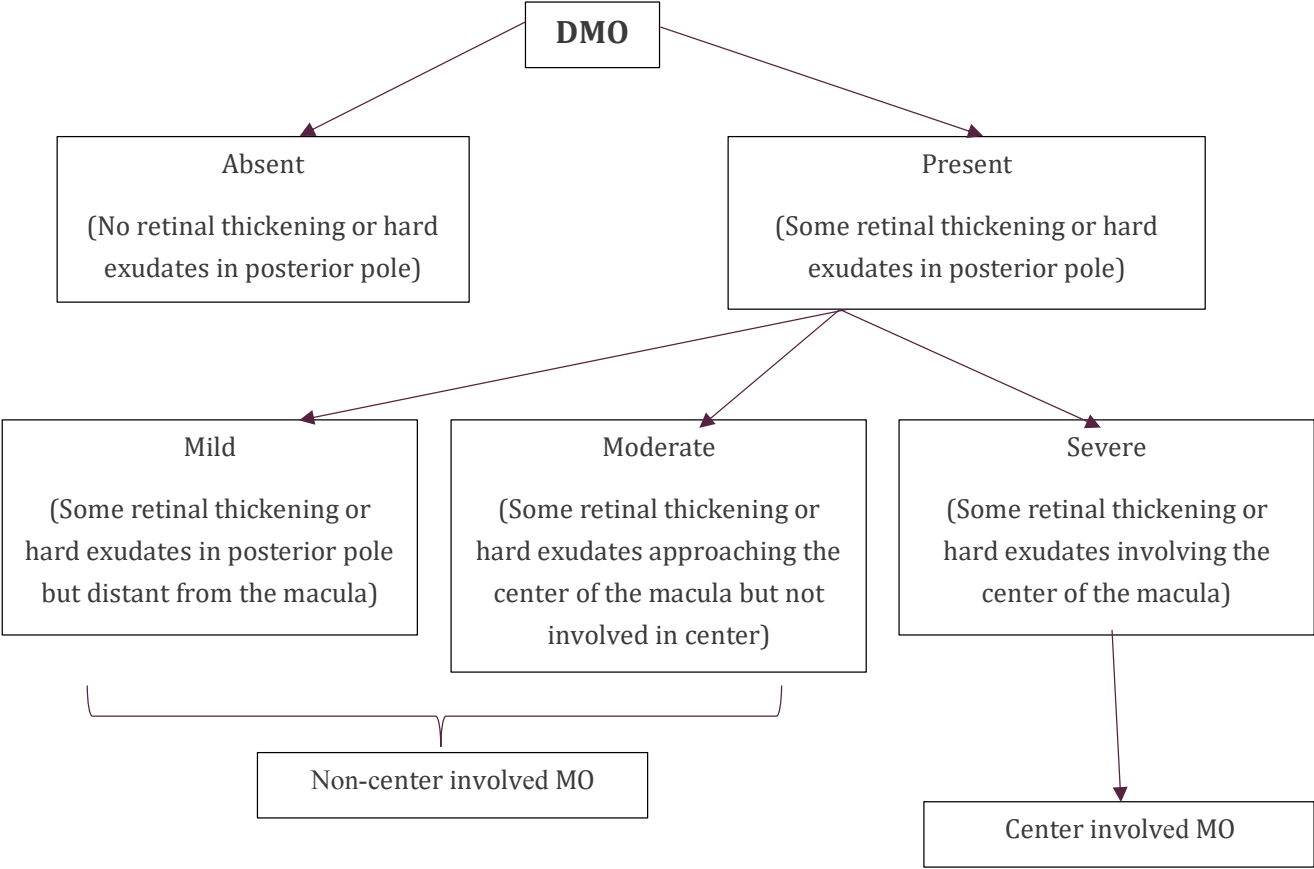 DMO
Absent
(No retinal thickening or hard
exudates in posterior pole)
Present
(Some retinal thickening or hard
exudates in posterior pole)
Mild
(Some retinal thickening or
hard exudates in posterior pole
but distant from the macula)
Moderate
(Some retinal thickening or
hard exudates approaching the
center of the macula but not
involved in center)
Severe
(Some retinal thickening or
hard exudates involving the
center of the macula)
Non-center involved MO
Center involved MO